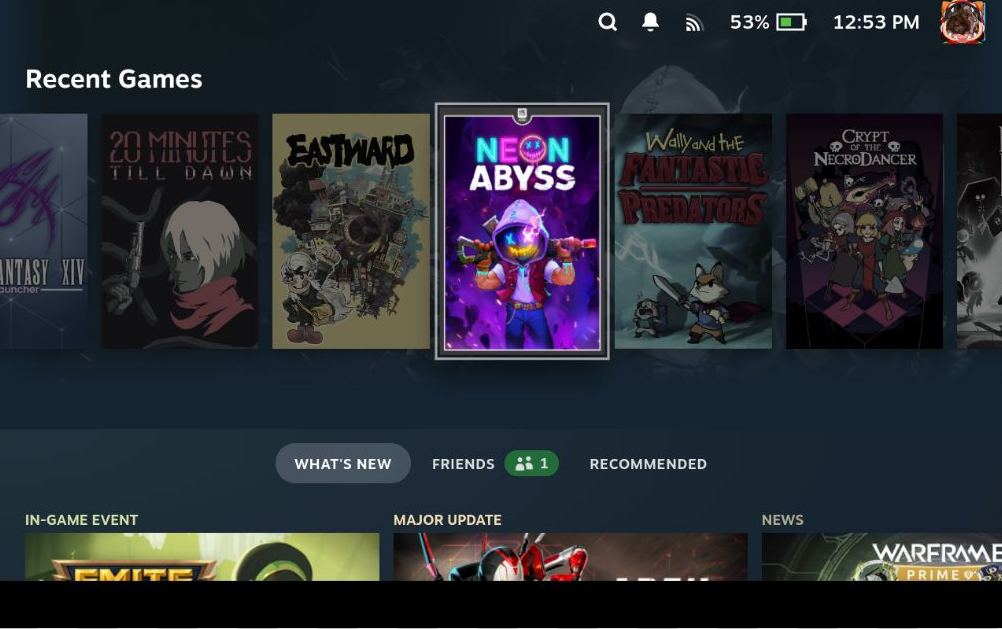 53%
12:53 PM
Recent Games
ANTASY XIV
auncher
20 MINUTES
TILL DAWN
EASTWARD
NEON
ABYSS
Wally and the
FANTASTIC
PREDATORS
CRYPT
OF THE
NECRODANCER
WHAT'S NEW
FRIENDS 1
RECOMMENDED
IN-GAME EVENT
MAJOR UPDATE
NEWS
WARFRAME
PRIME